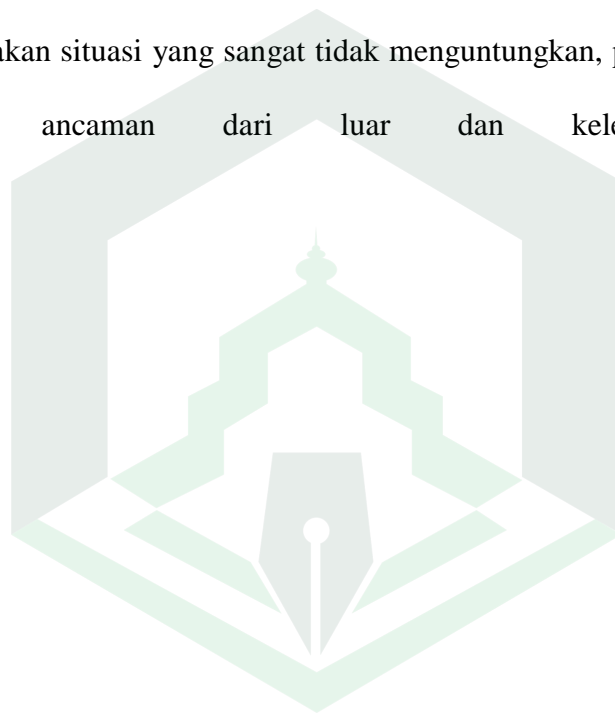 akan situasi yang sangat tidak menguntungkan,
ancaman dari luar dan